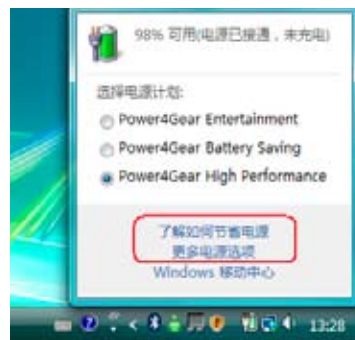 98% 可用(电源已接通，未充电)
选择电源计划:
Power4Gear Entertainment
Power4Gear Battery Saving
Power4Gear High Performance
了解如何节省电源
更多电源选项
Windows 移动中心
13:28